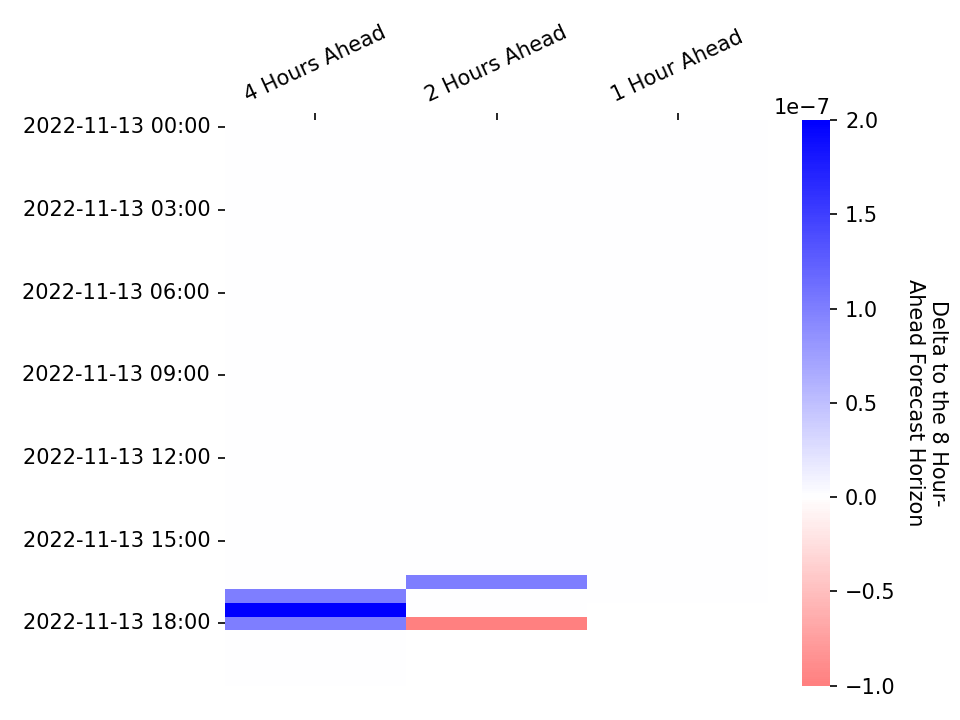 4 Hours Ahead
2 Hours Ahead
1 Hour Ahead
2022-11-13 00:00
2022-11-13 03:00
2022-11-13 06:00
2022-11-13 09:00
2022-11-13 12:00
2022-11-13 15:00
2022-11-13 18:00
1e−7
2.0
1.5
1.0
0.5
0.0
−0.5
−1.0
Delta to the 8 Hour-
Ahead Forecast Horizon